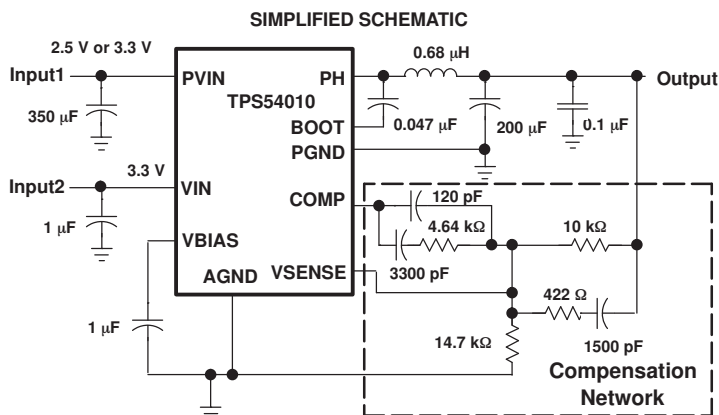 SIMPLIFIED SCHEMATIC
2.5 V or 3.3 V
0.68 μH
Input1
PVIN
PH
Output
TPS54010
350 μF
BOOT
0.047 μF
200 μF
0.1 μF
PGND
3.3 V
Input2
VIN
COMP
120 pF
1 μF
4.64 kΩ
10 kΩ
VBIAS
3300 pF
AGND
VSENSE
422 Ω
1 μF
14.7 kΩ
1500 pF
Compensation
Network